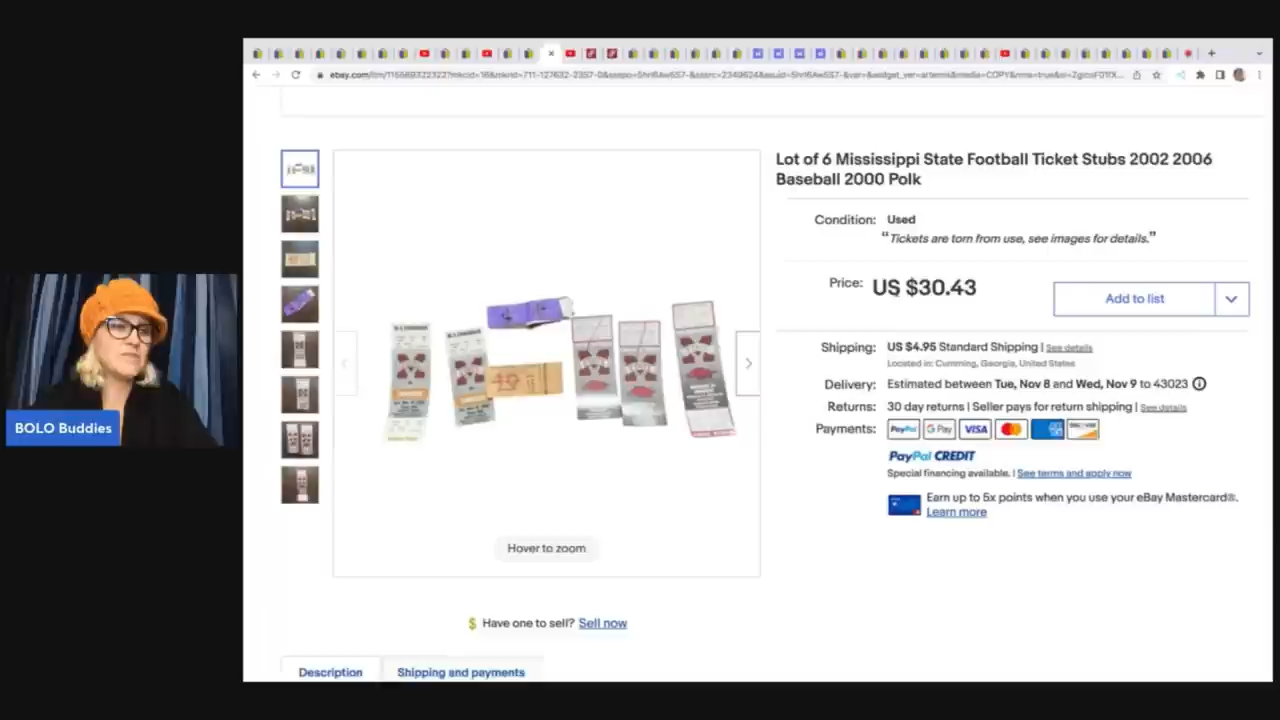 Lot of 6 Mississippi State Football Ticket Stubs 2002 2006
Baseball 2000 Polk
Condition: Used
“Tickets are torn from use, see images for details.”
Price: US $30.43
Add to list
Shipping: US $4.95 Standard Shipping | See details
Located in: Cumming, Georgia, United States
Delivery: Estimated between Tue, Nov 8 and Wed, Nov 9 to 43023
Returns: 30 day returns | Seller pays for return shipping | See details
Payments: PayPal G Pay VISA
PayPal CREDIT
Special financing available. | See terms and apply now
Earn up to 5x points when you use your eBay Mastercard®.
Learn more
BOLO Buddies
Hover to zoom
$ Have one to sell? Sell now
Description Shipping and payments